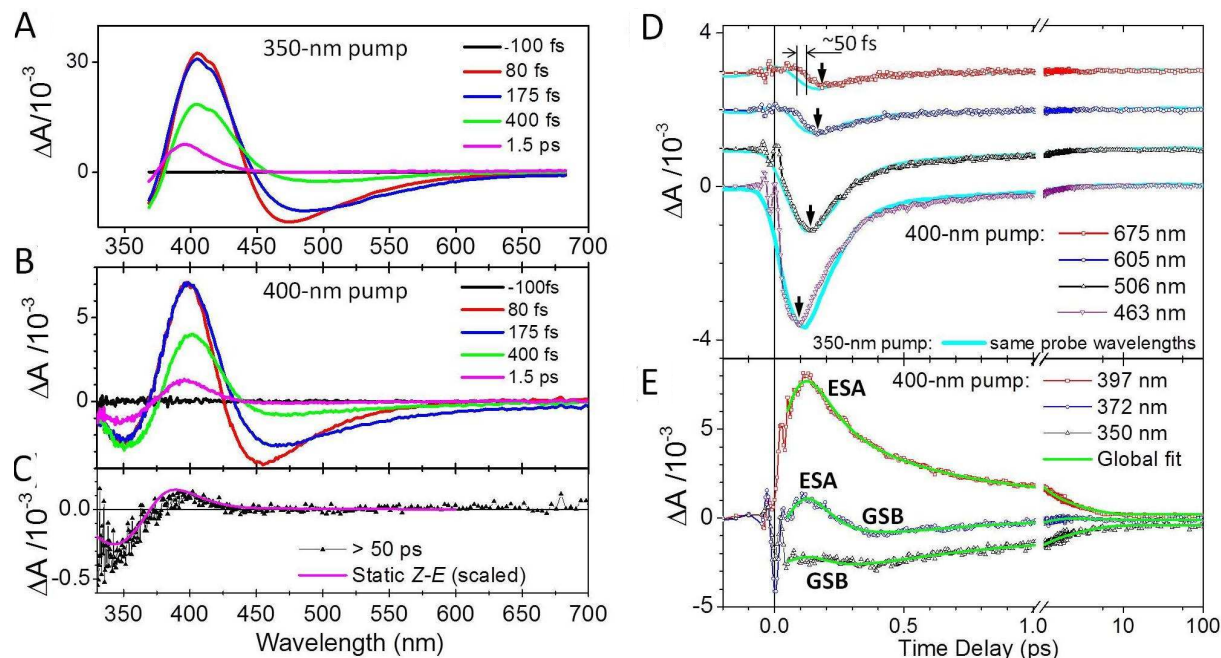 A
350-nm pump
-100 fs
80 fs
175 fs
400 fs
1.5 ps
ΔA/10⁻³
30
0
350 400 450 500 550 600 650 700
B
400-nm pump
-100fs
80 fs
175 fs
400 fs
1.5 ps
ΔA /10⁻³
5
0
C
ΔA /10⁻³
0.0
-0.5
> 50 ps
Static Z-E (scaled)
350 400 450 500 550 600 650 700
Wavelength (nm)
D
~50 fs
ΔA /10⁻³
4
2
0
-2
-4
400-nm pump:
675 nm
605 nm
506 nm
463 nm
350-nm pump: same probe wavelengths
E
400-nm pump:
397 nm
372 nm
350 nm
Global fit
ESA
ESA
GSB
GSB
ΔA /10⁻³
5
0
-5
0.0 0.5 1.0 10 100
Time Delay (ps)